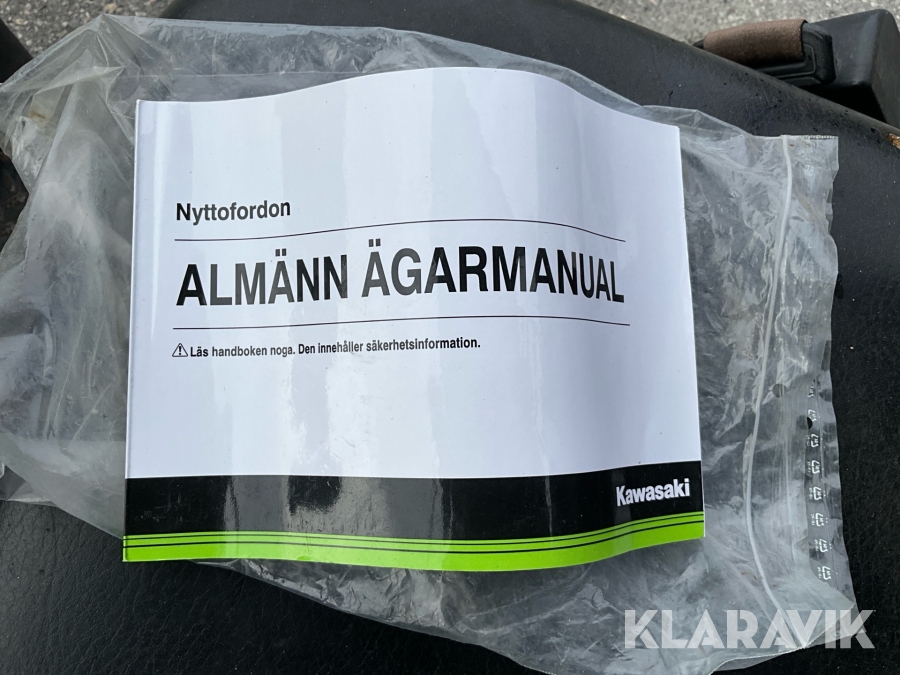 Nyttofordon
ALMÄNN ÄGARMANUAL
⚠ Läs handboken noga. Den innehåller säkerhetsinformation.
Kawasaki
KLARAVIK